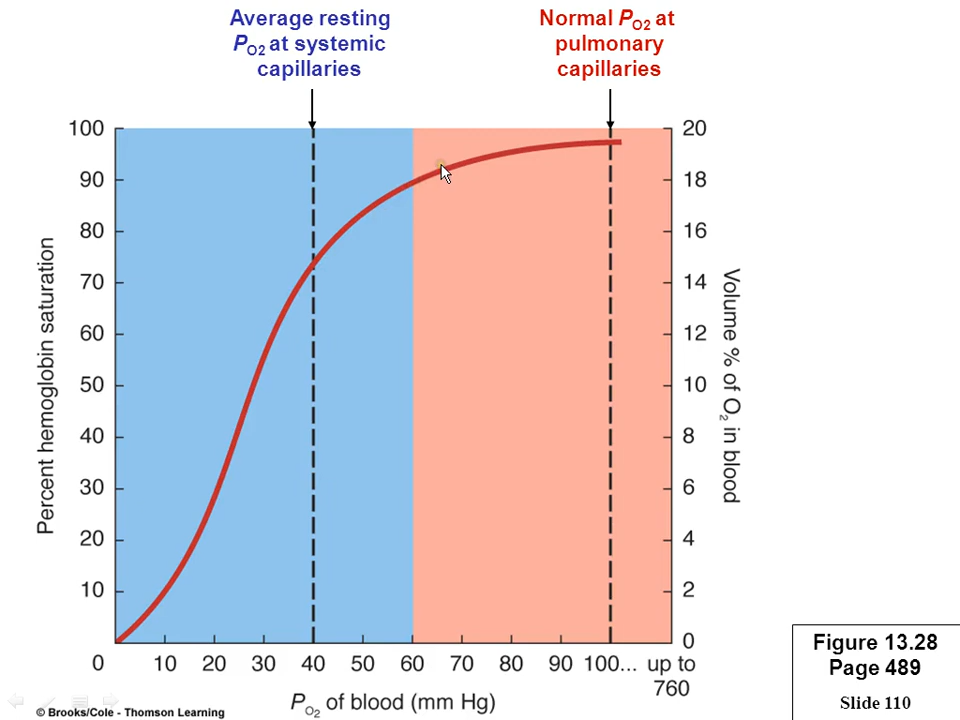 Average resting
PO2 at systemic
capillaries
Normal PO2 at
pulmonary
capillaries
100
90
80
70
60
50
40
30
20
10
Percent hemoglobin saturation
20
18
16
14
12
10
8
6
4
2
0
Volume % of O2 in blood
0 10 20 30 40 50 60 70 80 90 100... up to
760
PO2 of blood (mm Hg)
© Brooks/Cole - Thomson Learning
Figure 13.28
Page 489
Slide 110